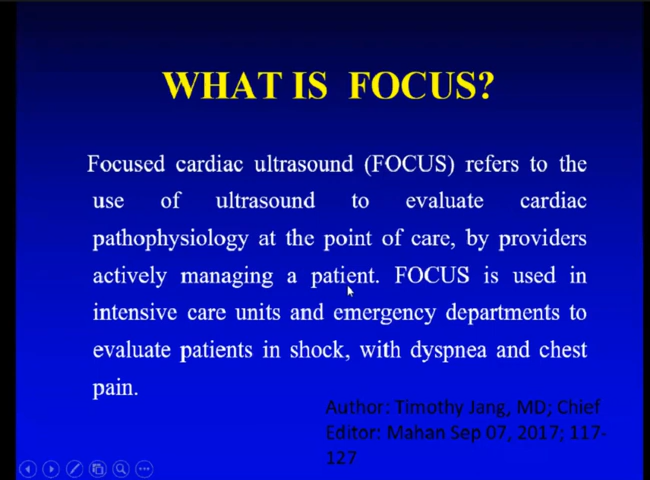 WHAT IS FOCUS?
Focused cardiac ultrasound (FOCUS) refers to the
use of ultrasound to evaluate cardiac
pathophysiology at the point of care, by providers
actively managing a patient. FOCUS is used in
intensive care units and emergency departments to
evaluate patients in shock, with dyspnea and chest
pain.
Author: Timothy Jang, MD; Chief
Editor: Mahan Sep 07, 2017; 117-
127